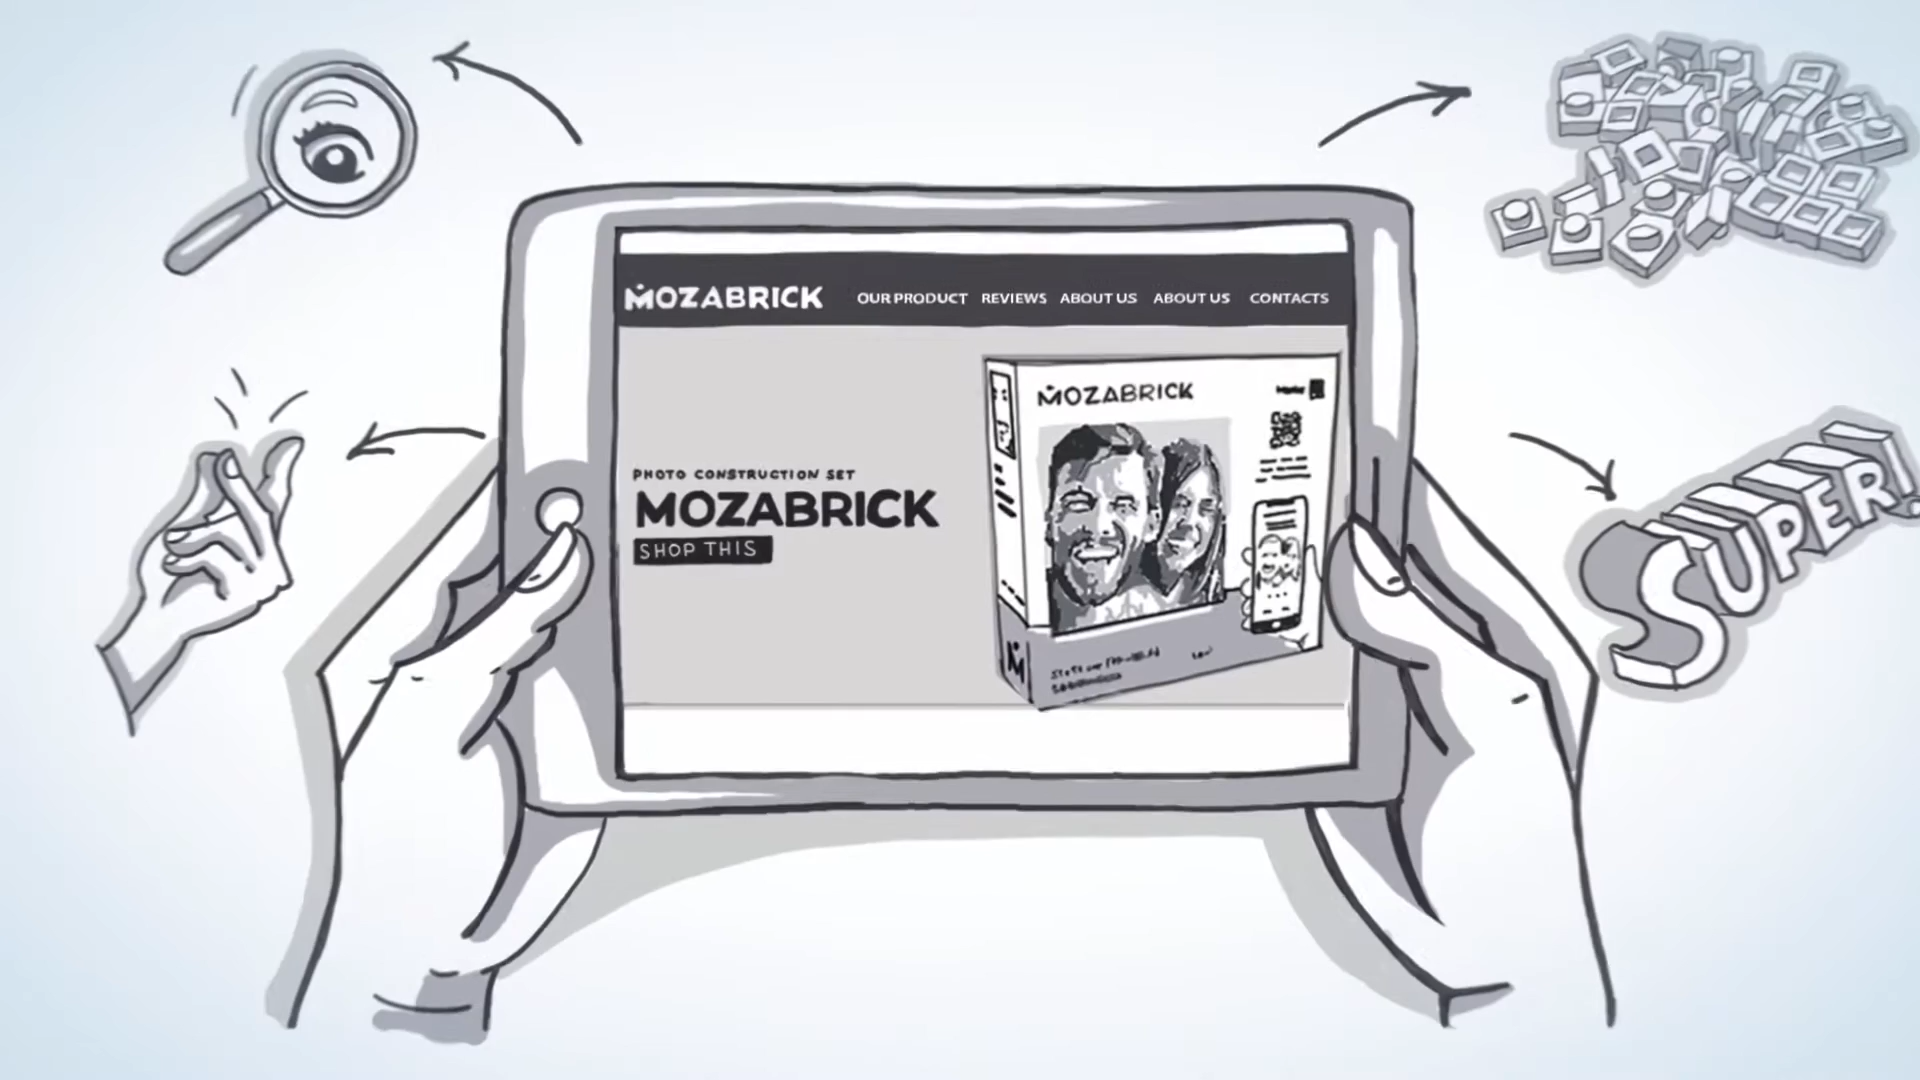 MOZABRICK OUR PRODUCT REVIEWS ABOUT US ABOUT US CONTACTS
MOZABRICK
PHOTO CONSTRUCTION SET
MOZABRICK
SHOP THIS
SUPER!
M